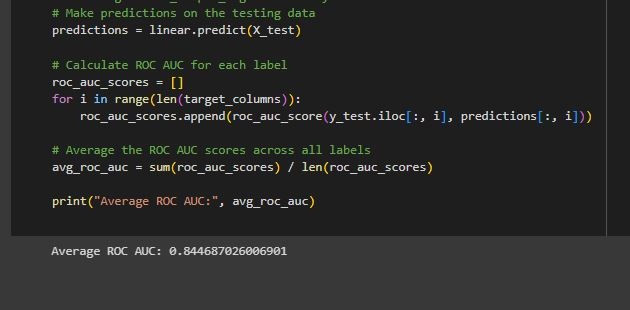 # Make predictions on the testing data
predictions = linear.predict(X_test)
# Calculate ROC AUC for each label
roc_auc_scores = []
for i in range(len(target_columns)):
    roc_auc_scores.append(roc_auc_score(y_test.iloc[:, i], predictions[:, i]))
# Average the ROC AUC scores across all labels
avg_roc_auc = sum(roc_auc_scores) / len(roc_auc_scores)
print("Average ROC AUC:", avg_roc_auc)
Average ROC AUC: 0.844687026006901